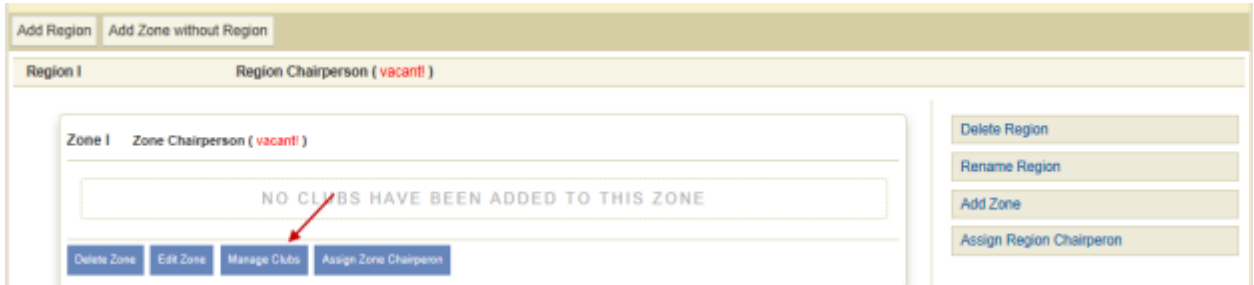 Add Region Add Zone without Region
Region I Region Chairperson ( vacant! )
Zone I Zone Chairperson ( vacant! )
NO CLUBS HAVE BEEN ADDED TO THIS ZONE
Delete Zone Edit Zone Manage Clubs Assign Zone Chairperon
Delete Region
Rename Region
Add Zone
Assign Region Chairperon